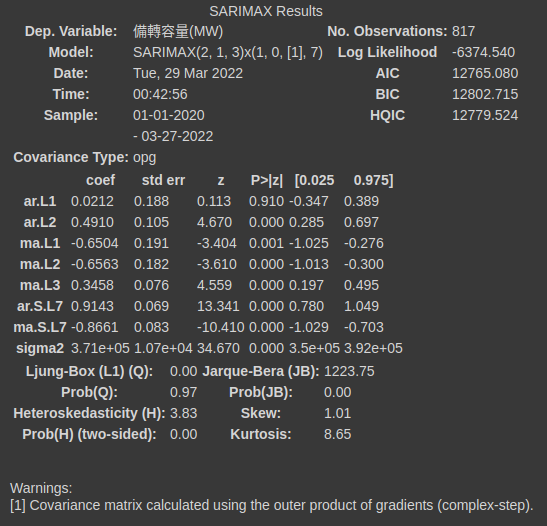 SARIMAX Results
Dep. Variable: 備轉容量(MW) No. Observations: 817
Model: SARIMAX(2, 1, 3)x(1, 0, [1], 7) Log Likelihood -6374.540
Date: Tue, 29 Mar 2022 AIC 12765.080
Time: 00:42:56 BIC 12802.715
Sample: 01-01-2020 HQIC 12779.524
- 03-27-2022
Covariance Type: opg
coef std err z P>|z| [0.025 0.975]
ar.L1 0.0212 0.188 0.113 0.910 -0.347 0.389
ar.L2 0.4910 0.105 4.670 0.000 0.285 0.697
ma.L1 -0.6504 0.191 -3.404 0.001 -1.025 -0.276
ma.L2 -0.6563 0.182 -3.610 0.000 -1.013 -0.300
ma.L3 0.3458 0.076 4.559 0.000 0.197 0.495
ar.S.L7 0.9143 0.069 13.341 0.000 0.780 1.049
ma.S.L7 -0.8661 0.083 -10.410 0.000 -1.029 -0.703
sigma2 3.71e+05 1.07e+04 34.670 0.000 3.5e+05 3.92e+05
Ljung-Box (L1) (Q): 0.00 Jarque-Bera (JB): 1223.75
Prob(Q): 0.97 Prob(JB): 0.00
Heteroskedasticity (H): 3.83 Skew: 1.01
Prob(H) (two-sided): 0.00 Kurtosis: 8.65
Warnings:
[1] Covariance matrix calculated using the outer product of gradients (complex-step).